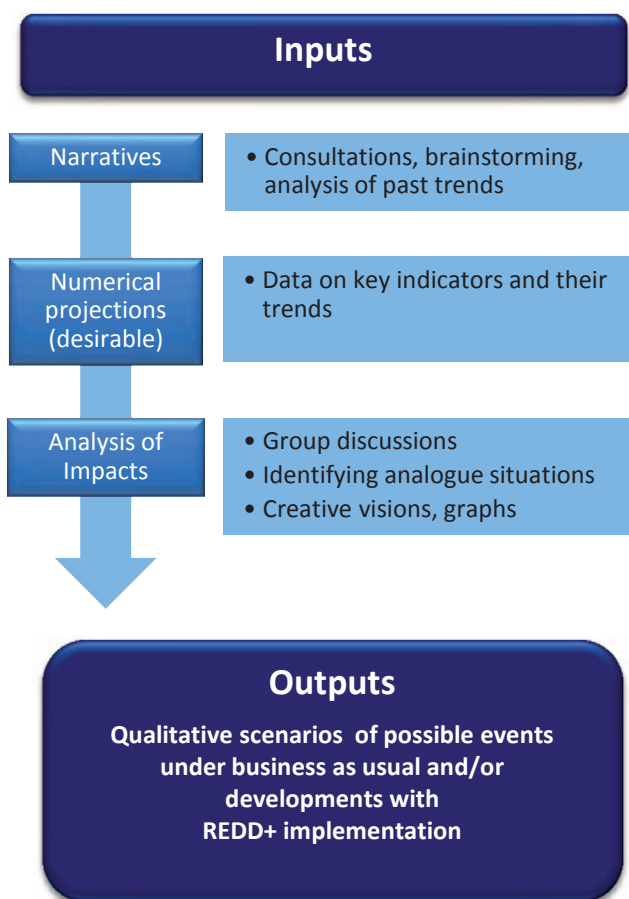 Inputs
Narratives
• Consultations, brainstorming,
analysis of past trends
Numerical
projections
(desirable)
• Data on key indicators and their
trends
Analysis of
Impacts
• Group discussions
• Identifying analogue situations
• Creative visions, graphs
Outputs
Qualitative scenarios of possible events
under business as usual and/or
developments with
REDD+ implementation